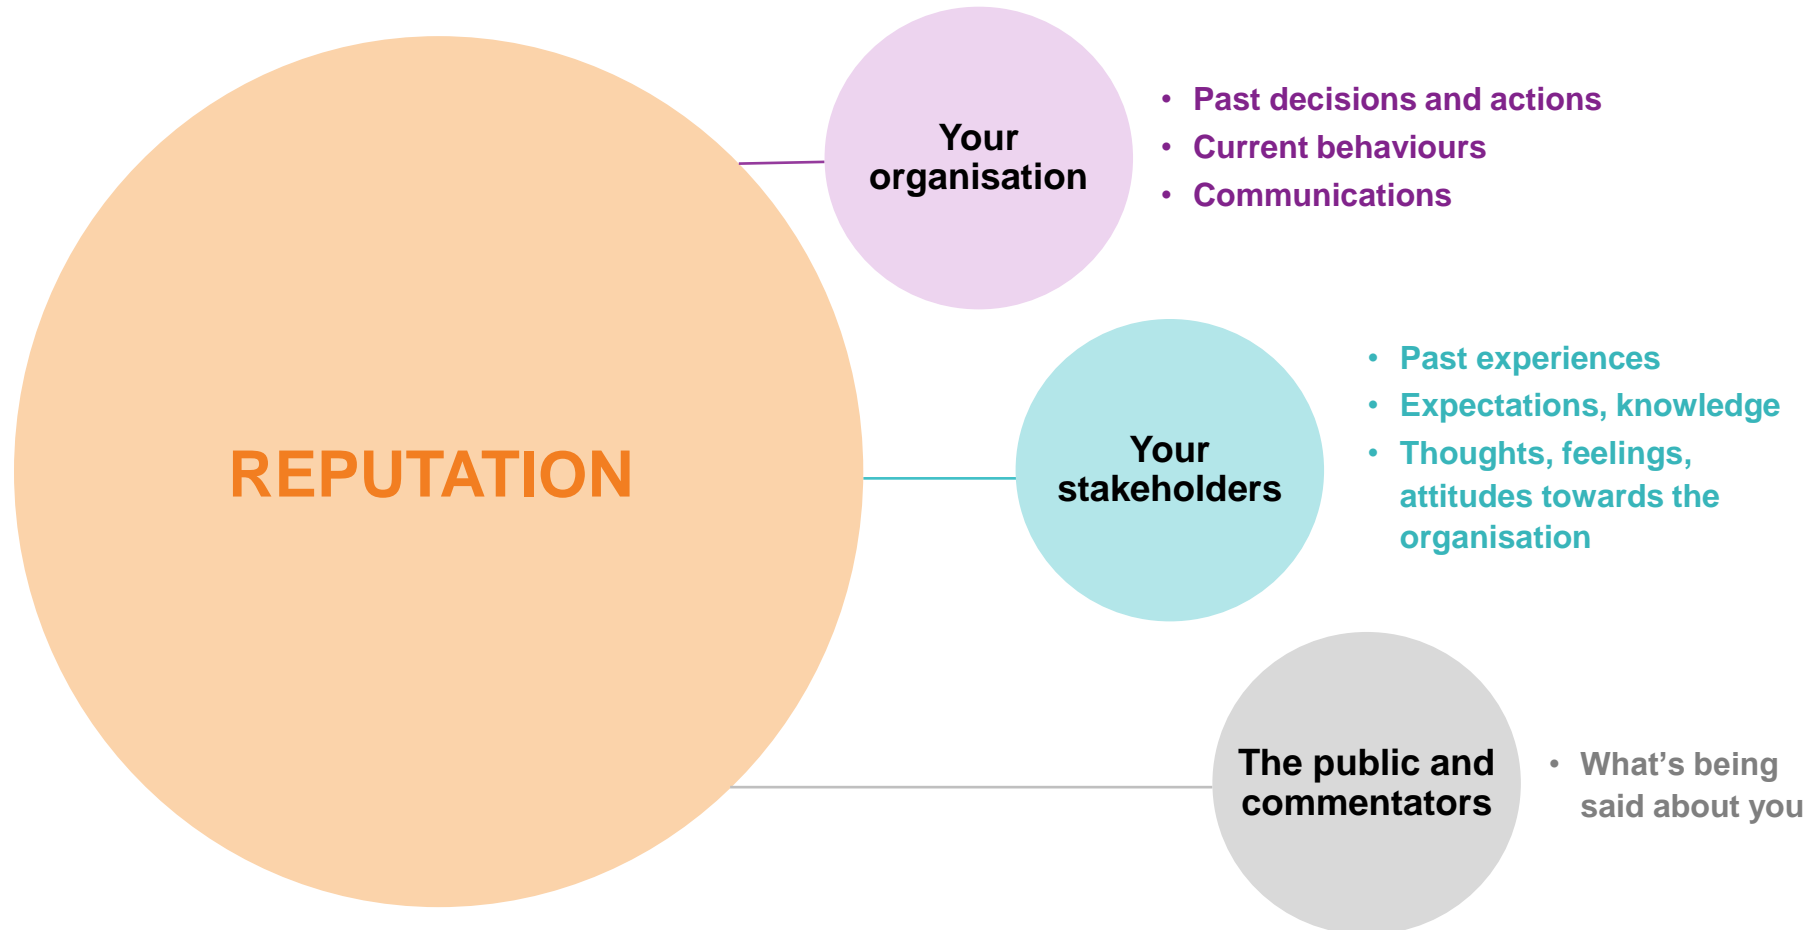 REPUTATION
Your
organisation
• Past decisions and actions
• Current behaviours
• Communications
Your
stakeholders
• Past experiences
• Expectations, knowledge
• Thoughts, feelings,
attitudes towards the
organisation
The public and
commentators
• What’s being
said about you